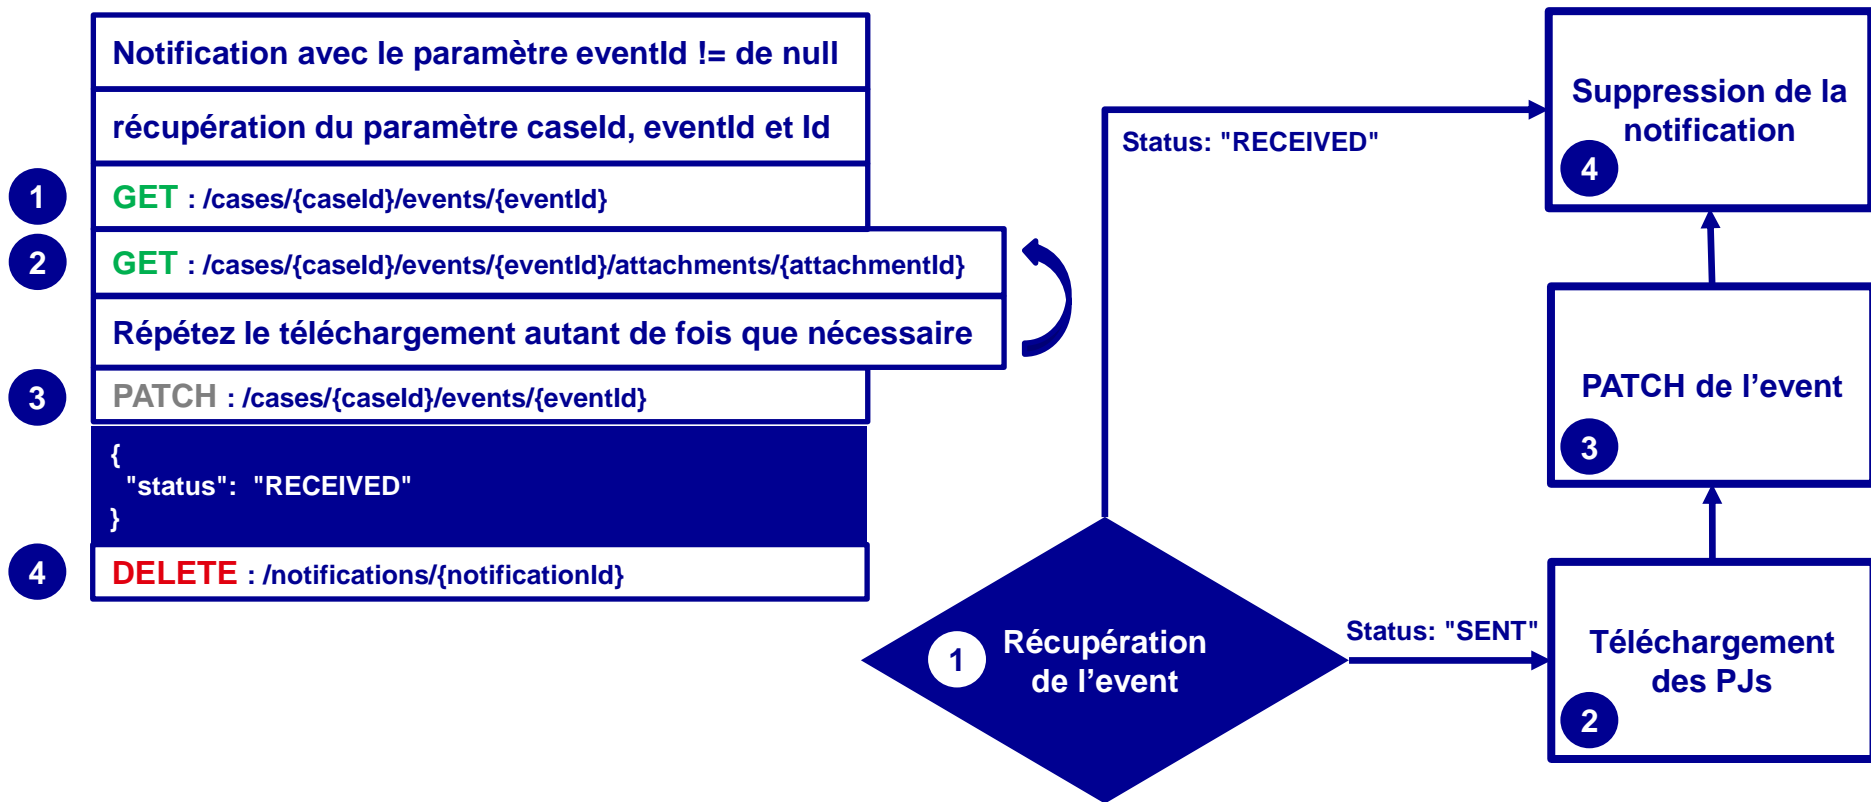 Notification avec le paramètre eventId != de null
récupération du paramètre caseId, eventId et Id
1
GET : /cases/{caseId}/events/{eventId}
2
GET : /cases/{caseId}/events/{eventId}/attachments/{attachmentId}
Répétez le téléchargement autant de fois que nécessaire
3
PATCH : /cases/{caseId}/events/{eventId}
{
"status": "RECEIVED"
}
4
DELETE : /notifications/{notificationId}
Status: "RECEIVED"
Suppression de la
notification
4
PATCH de l’event
3
1
Récupération
de l’event
Status: "SENT"
Téléchargement
des PJs
2